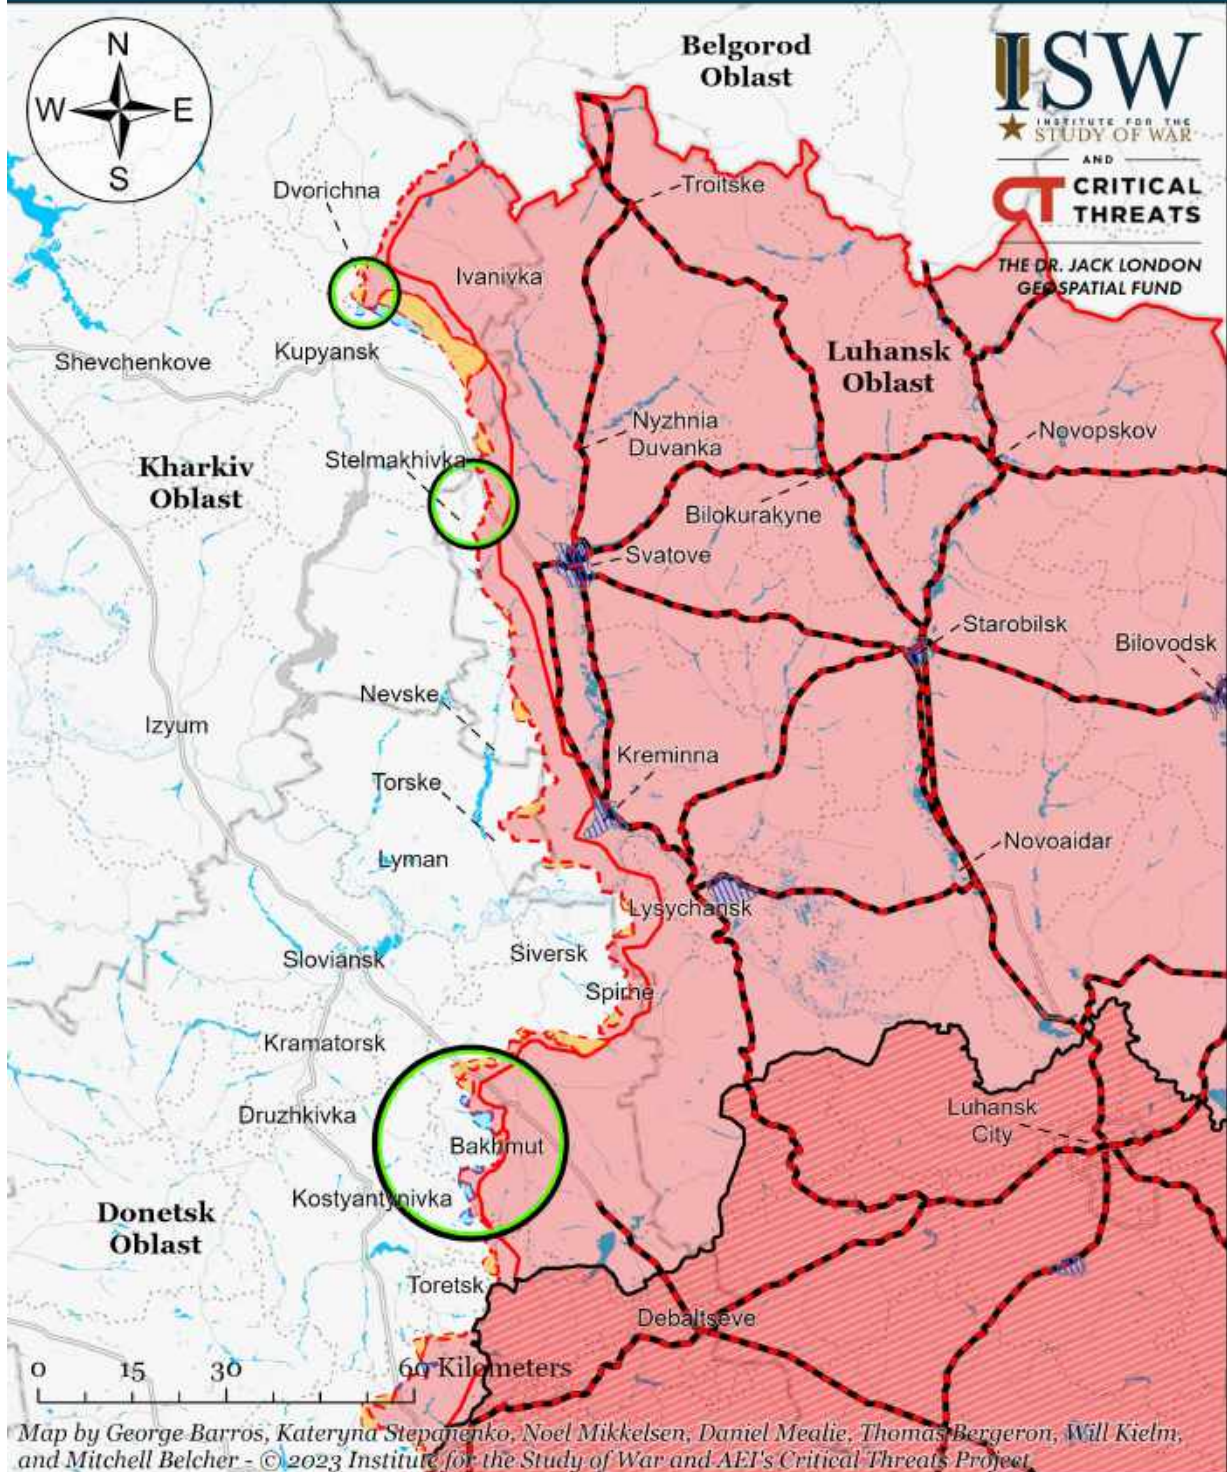 N
W
E
S
Belgorod
Oblast
ISW
INSTITUTE FOR THE
STUDY OF WAR
AND
CT CRITICAL
THREATS
THE DR. JACK LONDON
GEOSPATIAL FUND
Dvorichna
Troitske
Ivanivka
Shevchenkove
Kupyansk
Luhansk
Oblast
Nyzhnia
Duvanka
Novopskov
Kharkiv
Oblast
Stelmakhivka
Bilokurakyne
Svatove
Starobilsk
Bilovodsk
Nevske
Izyum
Kreminna
Torske
Lyman
Novoaidar
Lysychansk
Siversk
Sloviansk
Spirne
Kramatorsk
Druzhkivka
Luhansk
City
Bakhmut
Kostyantynivka
Donetsk
Oblast
Toretsk
Debaltseve
0 15 30 60 Kilometers
Map by George Barros, Kateryna Stepanenko, Noel Mikkelsen, Daniel Mealie, Thomas Bergeron, Will Kielm,
and Mitchell Belcher - © 2023 Institute for the Study of War and AEI's Critical Threats Project